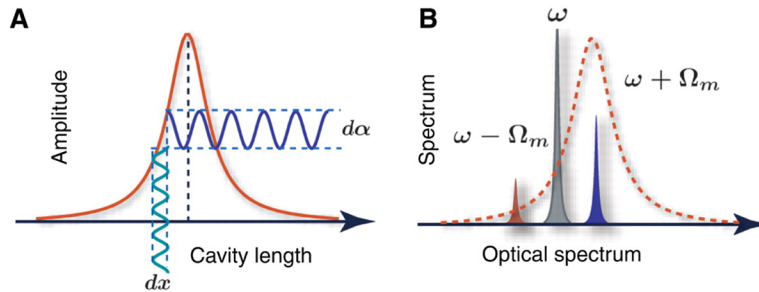 A
Amplitude
dα
Cavity length
dx
B
ω
Spectrum
ω + Ωₘ
ω − Ωₘ
Optical spectrum